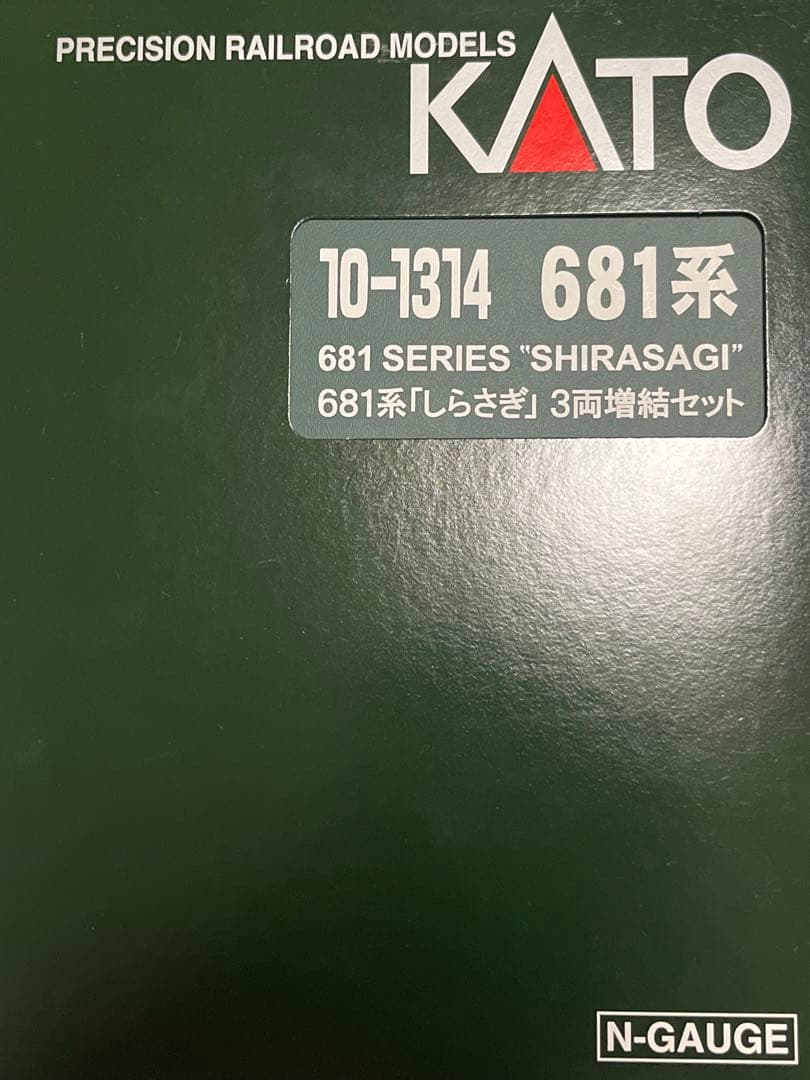 PRECISION RAILROAD MODELS
KATO
10-1314 681系
681 SERIES "SHIRASAGI"
681系「しらさぎ」 3両増結セット
N-GAUGE